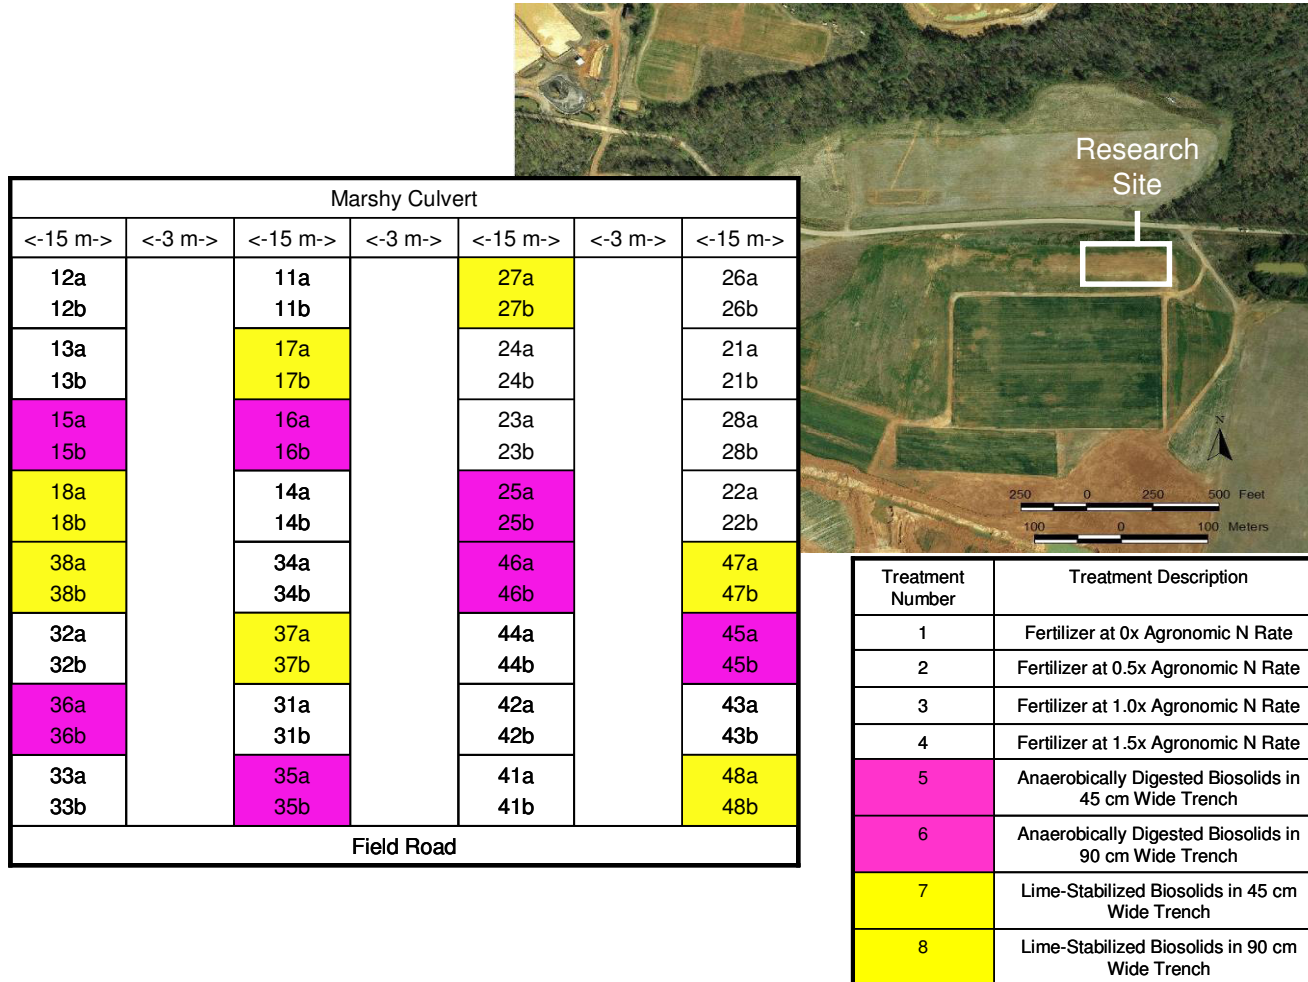 Research
Site
N
250 0 250 500 Feet
100 0 100 Meters
Marshy Culvert
<-15 m-> <-3 m-> <-15 m-> <-3 m-> <-15 m-> <-3 m-> <-15 m->
12a 11a 27a 26a
12b 11b 27b 26b
13a 17a 24a 21a
13b 17b 24b 21b
15a 16a 23a 28a
15b 16b 23b 28b
18a 14a 25a 22a
18b 14b 25b 22b
38a 34a 46a 47a
38b 34b 46b 47b
32a 37a 44a 45a
32b 37b 44b 45b
36a 31a 42a 43a
36b 31b 42b 43b
33a 35a 41a 48a
33b 35b 41b 48b
Field Road
Treatment Treatment Description
Number
1 Fertilizer at 0x Agronomic N Rate
2 Fertilizer at 0.5x Agronomic N Rate
3 Fertilizer at 1.0x Agronomic N Rate
4 Fertilizer at 1.5x Agronomic N Rate
5 Anaerobically Digested Biosolids in
45 cm Wide Trench
6 Anaerobically Digested Biosolids in
90 cm Wide Trench
7 Lime-Stabilized Biosolids in 45 cm
Wide Trench
8 Lime-Stabilized Biosolids in 90 cm
Wide Trench